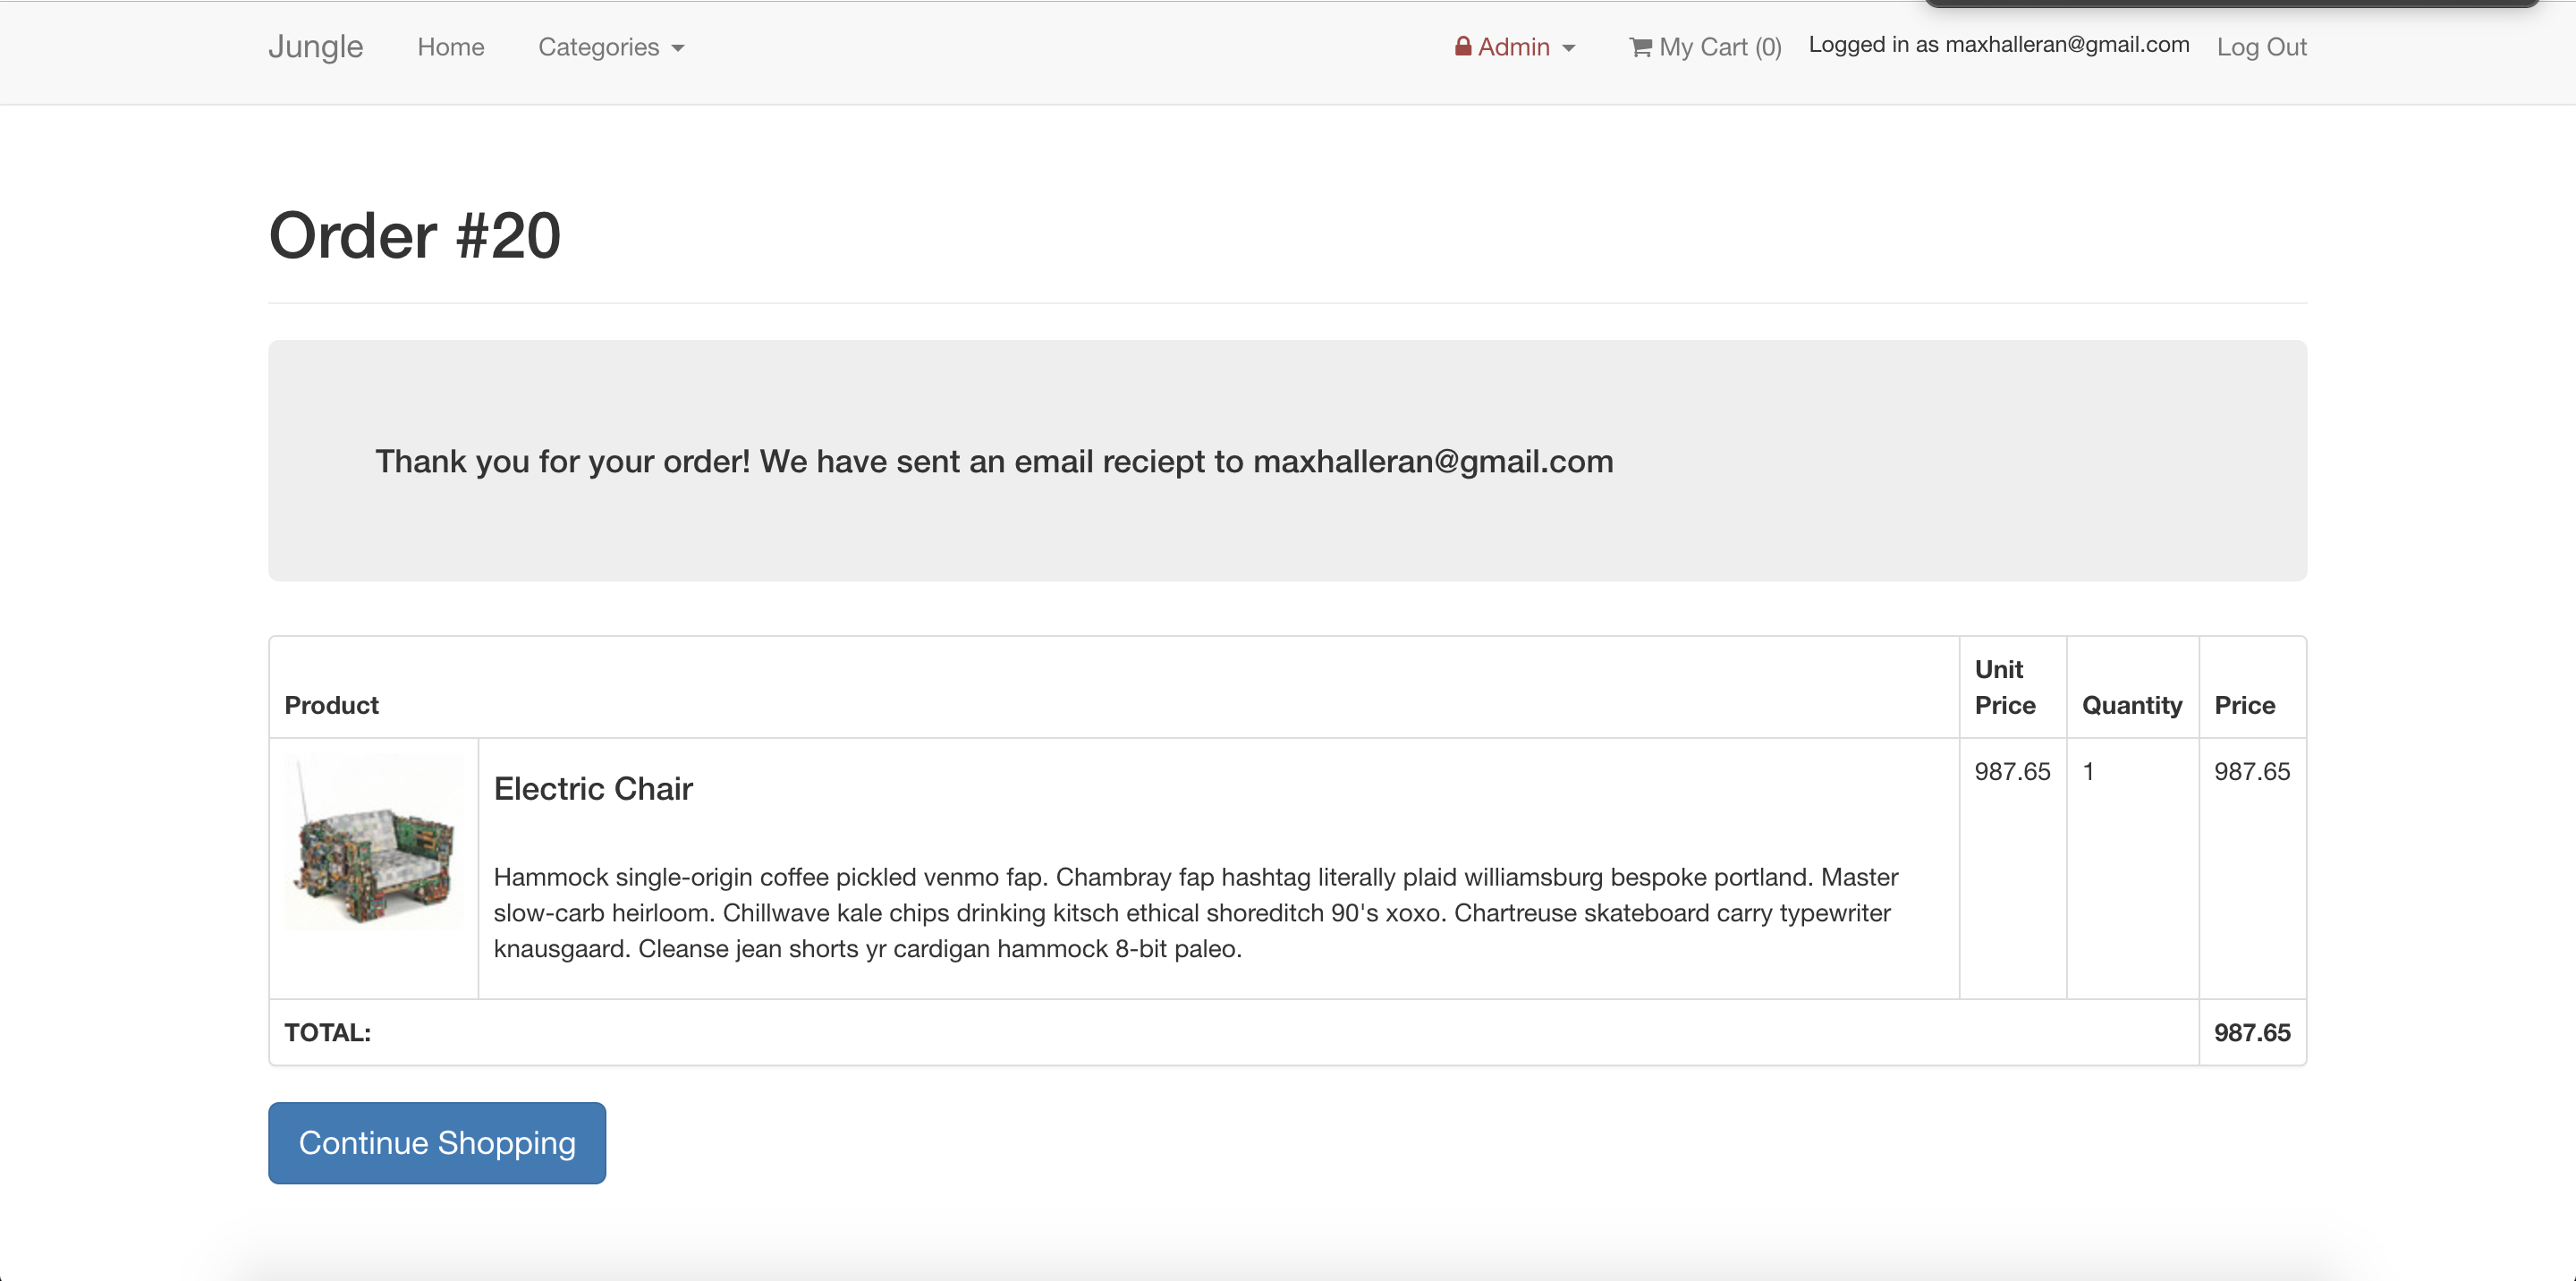 Jungle Home Categories Admin My Cart (0) Logged in as maxhalleran@gmail.com Log Out
Order #20
Thank you for your order! We have sent an email reciept to maxhalleran@gmail.com
Product Unit Price Quantity Price
Electric Chair 987.65 1 987.65
Hammock single-origin coffee pickled venmo fap. Chambray fap hashtag literally plaid williamsburg bespoke portland. Master
slow-carb heirloom. Chillwave kale chips drinking kitsch ethical shoreditch 90's xoxo. Chartreuse skateboard carry typewriter
knausgaard. Cleanse jean shorts yr cardigan hammock 8-bit paleo.
TOTAL: 987.65
Continue Shopping